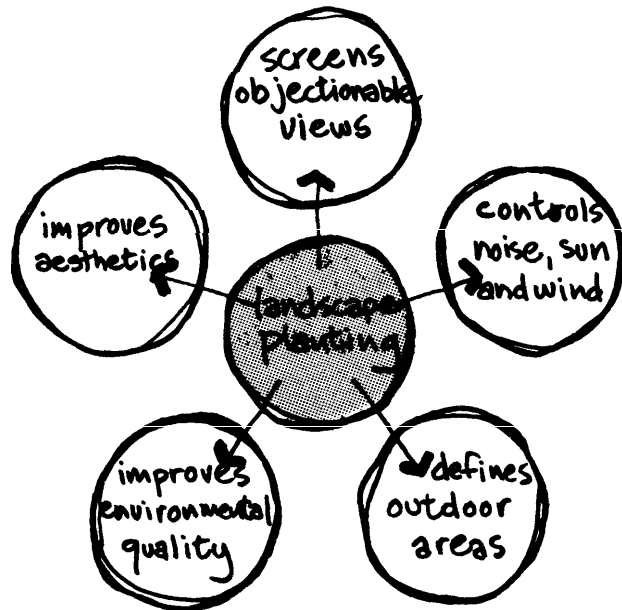 screens
objectionable
views
improves
aesthetics
controls
noise, sun
and wind
landscape
planting
improves
environmental
quality
defines
outdoor
areas